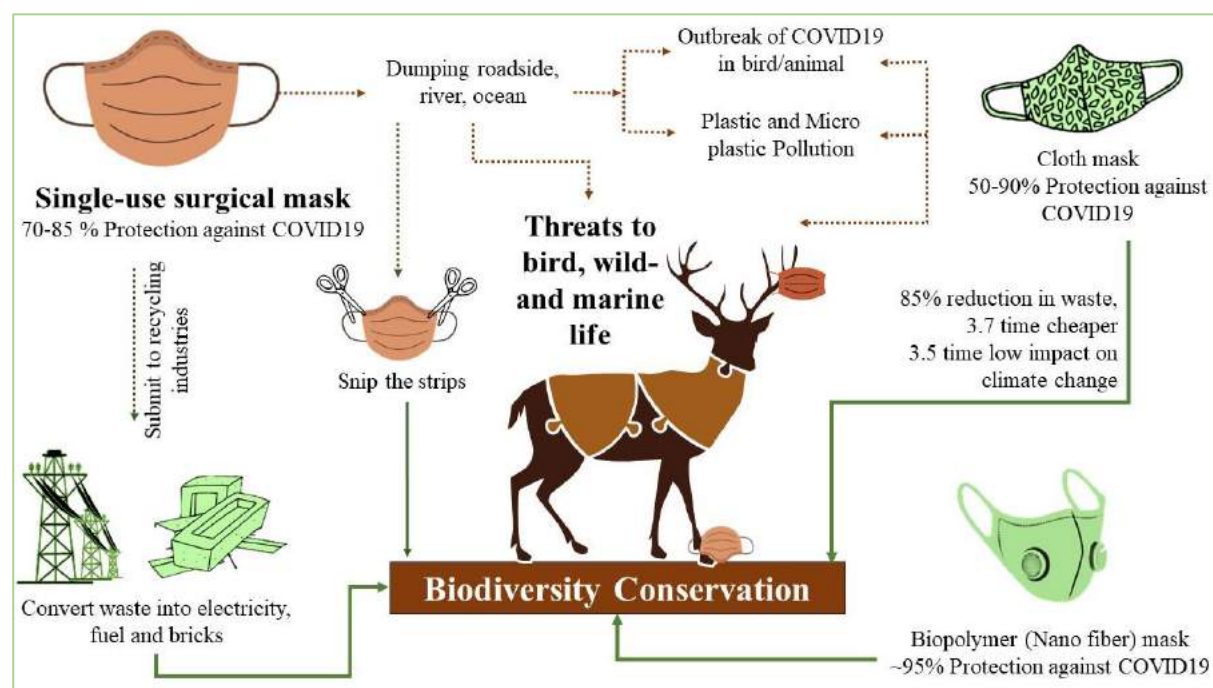 Outbreak of COVID19
in bird/animal
Dumping roadside,
river, ocean
Plastic and Micro
plastic Pollution
Cloth mask
50-90% Protection against
COVID19
Single-use surgical mask
70-85 % Protection against COVID19
Threats to
bird, wild-
and marine
life
Submit to recycling
industries
85% reduction in waste,
3.7 time cheaper
3.5 time low impact on
climate change
Snip the strips
Convert waste into electricity,
fuel and bricks
Biodiversity Conservation
Biopolymer (Nano fiber) mask
~95% Protection against COVID19